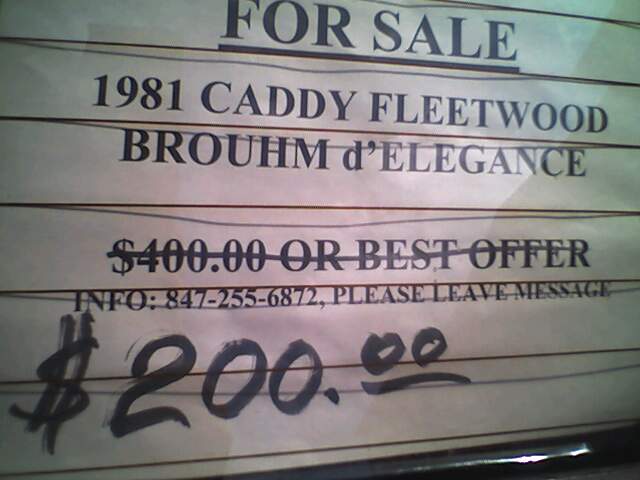 FOR SALE
1981 CADDY FLEETWOOD
BROUHM d'ELEGANCE
$400.00 OR BEST OFFER
INFO: 847-255-6872, PLEASE LEAVE MESSAGE
$200.00